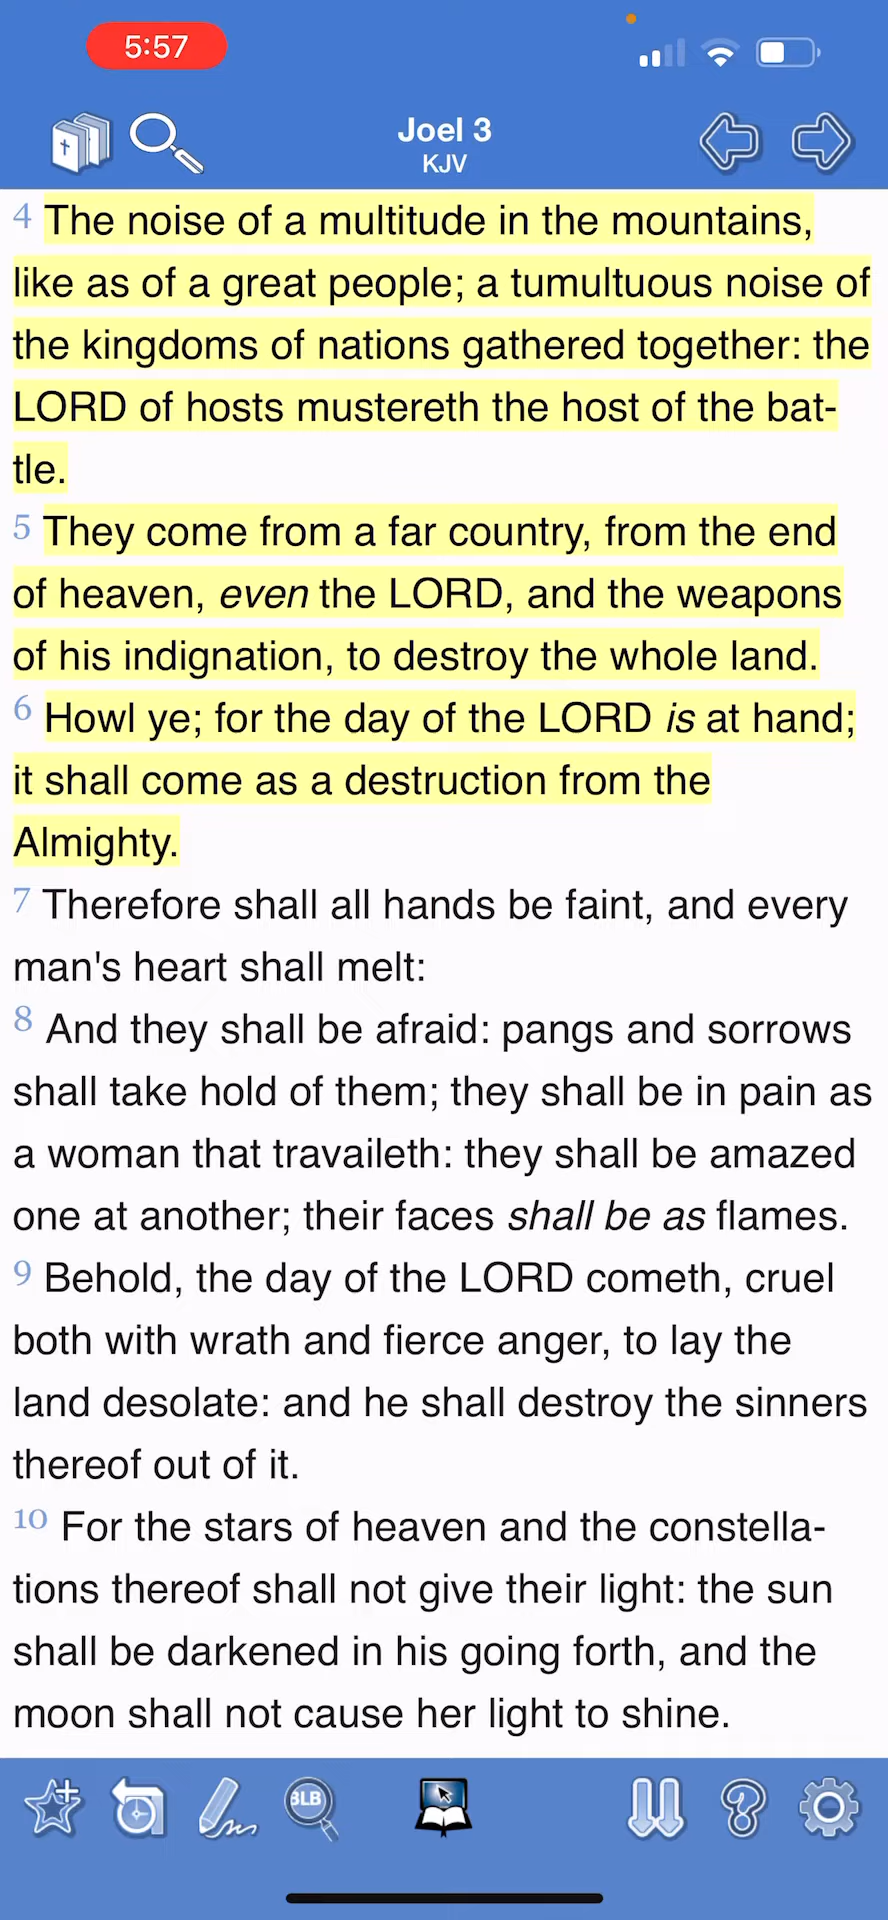 5:57
Joel 3
KJV
4 The noise of a multitude in the mountains,
like as of a great people; a tumultuous noise of
the kingdoms of nations gathered together: the
LORD of hosts mustereth the host of the bat-
tle.
5 They come from a far country, from the end
of heaven, even the LORD, and the weapons
of his indignation, to destroy the whole land.
6 Howl ye; for the day of the LORD is at hand;
it shall come as a destruction from the
Almighty.
7 Therefore shall all hands be faint, and every
man's heart shall melt:
8 And they shall be afraid: pangs and sorrows
shall take hold of them; they shall be in pain as
a woman that travaileth: they shall be amazed
one at another; their faces shall be as flames.
9 Behold, the day of the LORD cometh, cruel
both with wrath and fierce anger, to lay the
land desolate: and he shall destroy the sinners
thereof out of it.
10 For the stars of heaven and the constella-
tions thereof shall not give their light: the sun
shall be darkened in his going forth, and the
moon shall not cause her light to shine.
BLB